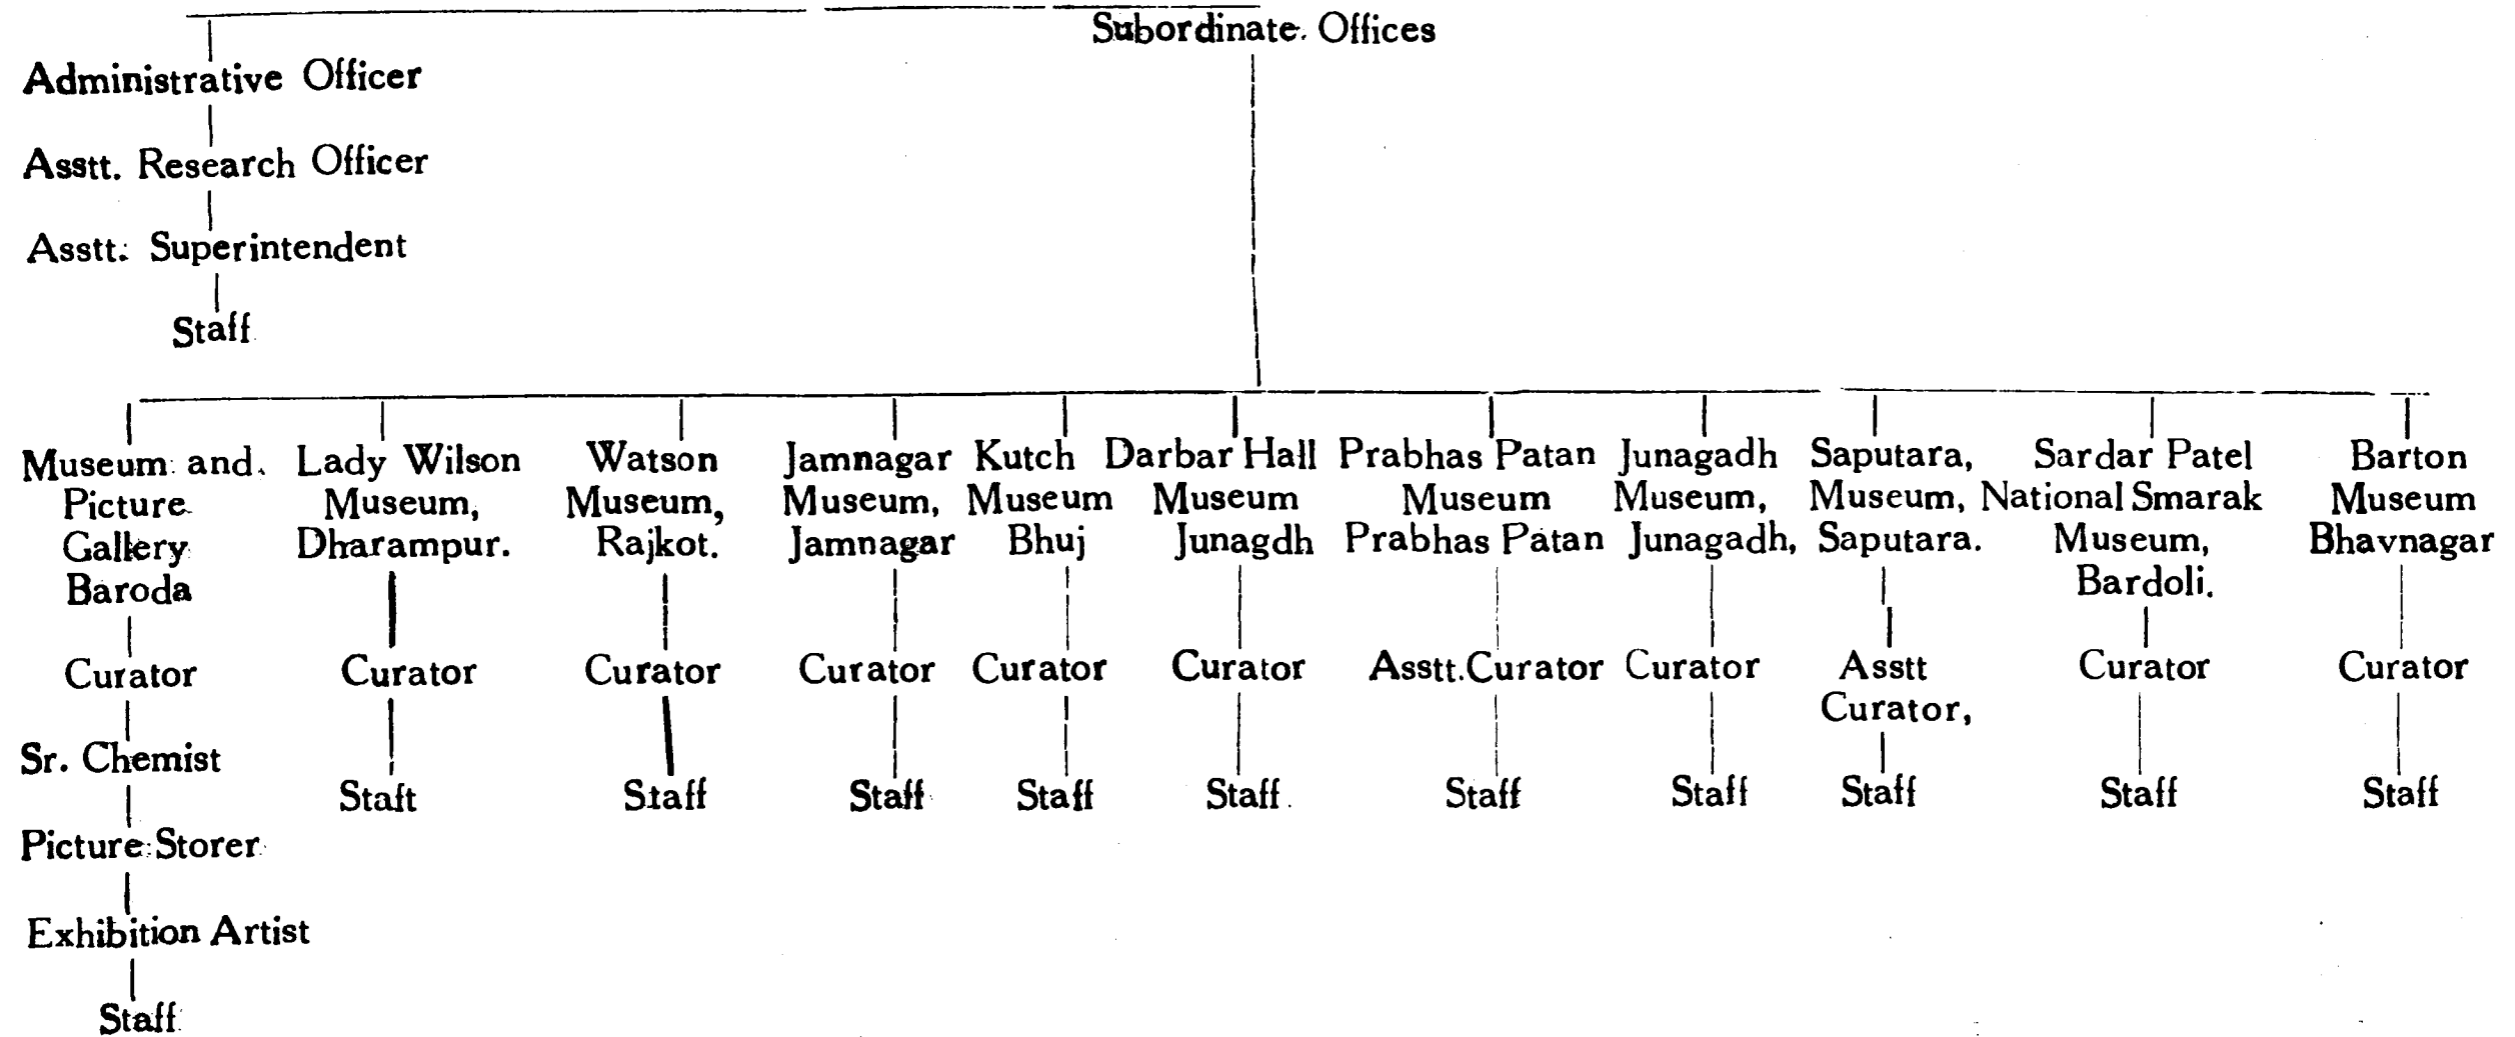 Subordinate Offices
Administrative Officer
Asstt. Research Officer
Asstt. Superintendent
Staff
Museum and
Picture
Gallery
Baroda
Curator
Sr. Chemist
Picture Storer
Exhibition Artist
Staff
Lady Wilson
Museum,
Dharampur.
Curator
Staft
Watson
Museum,
Rajkot.
Curator
Staff
Jamnagar
Museum,
Jamnagar
Curator
Staff
Kutch
Museum
Bhuj
Curator
Staff
Darbar Hall
Museum
Junagdh
Curator
Staff
Prabhas Patan
Museum
Prabhas Patan
Asstt. Curator
Staff
Junagadh
Museum,
Junagadh,
Curator
Staff
Saputara,
Museum,
Saputara.
Asstt
Curator,
Staff
Sardar Patel
National Smarak
Museum,
Bardoli.
Curator
Staff
Barton
Museum
Bhavnagar
Curator
Staff